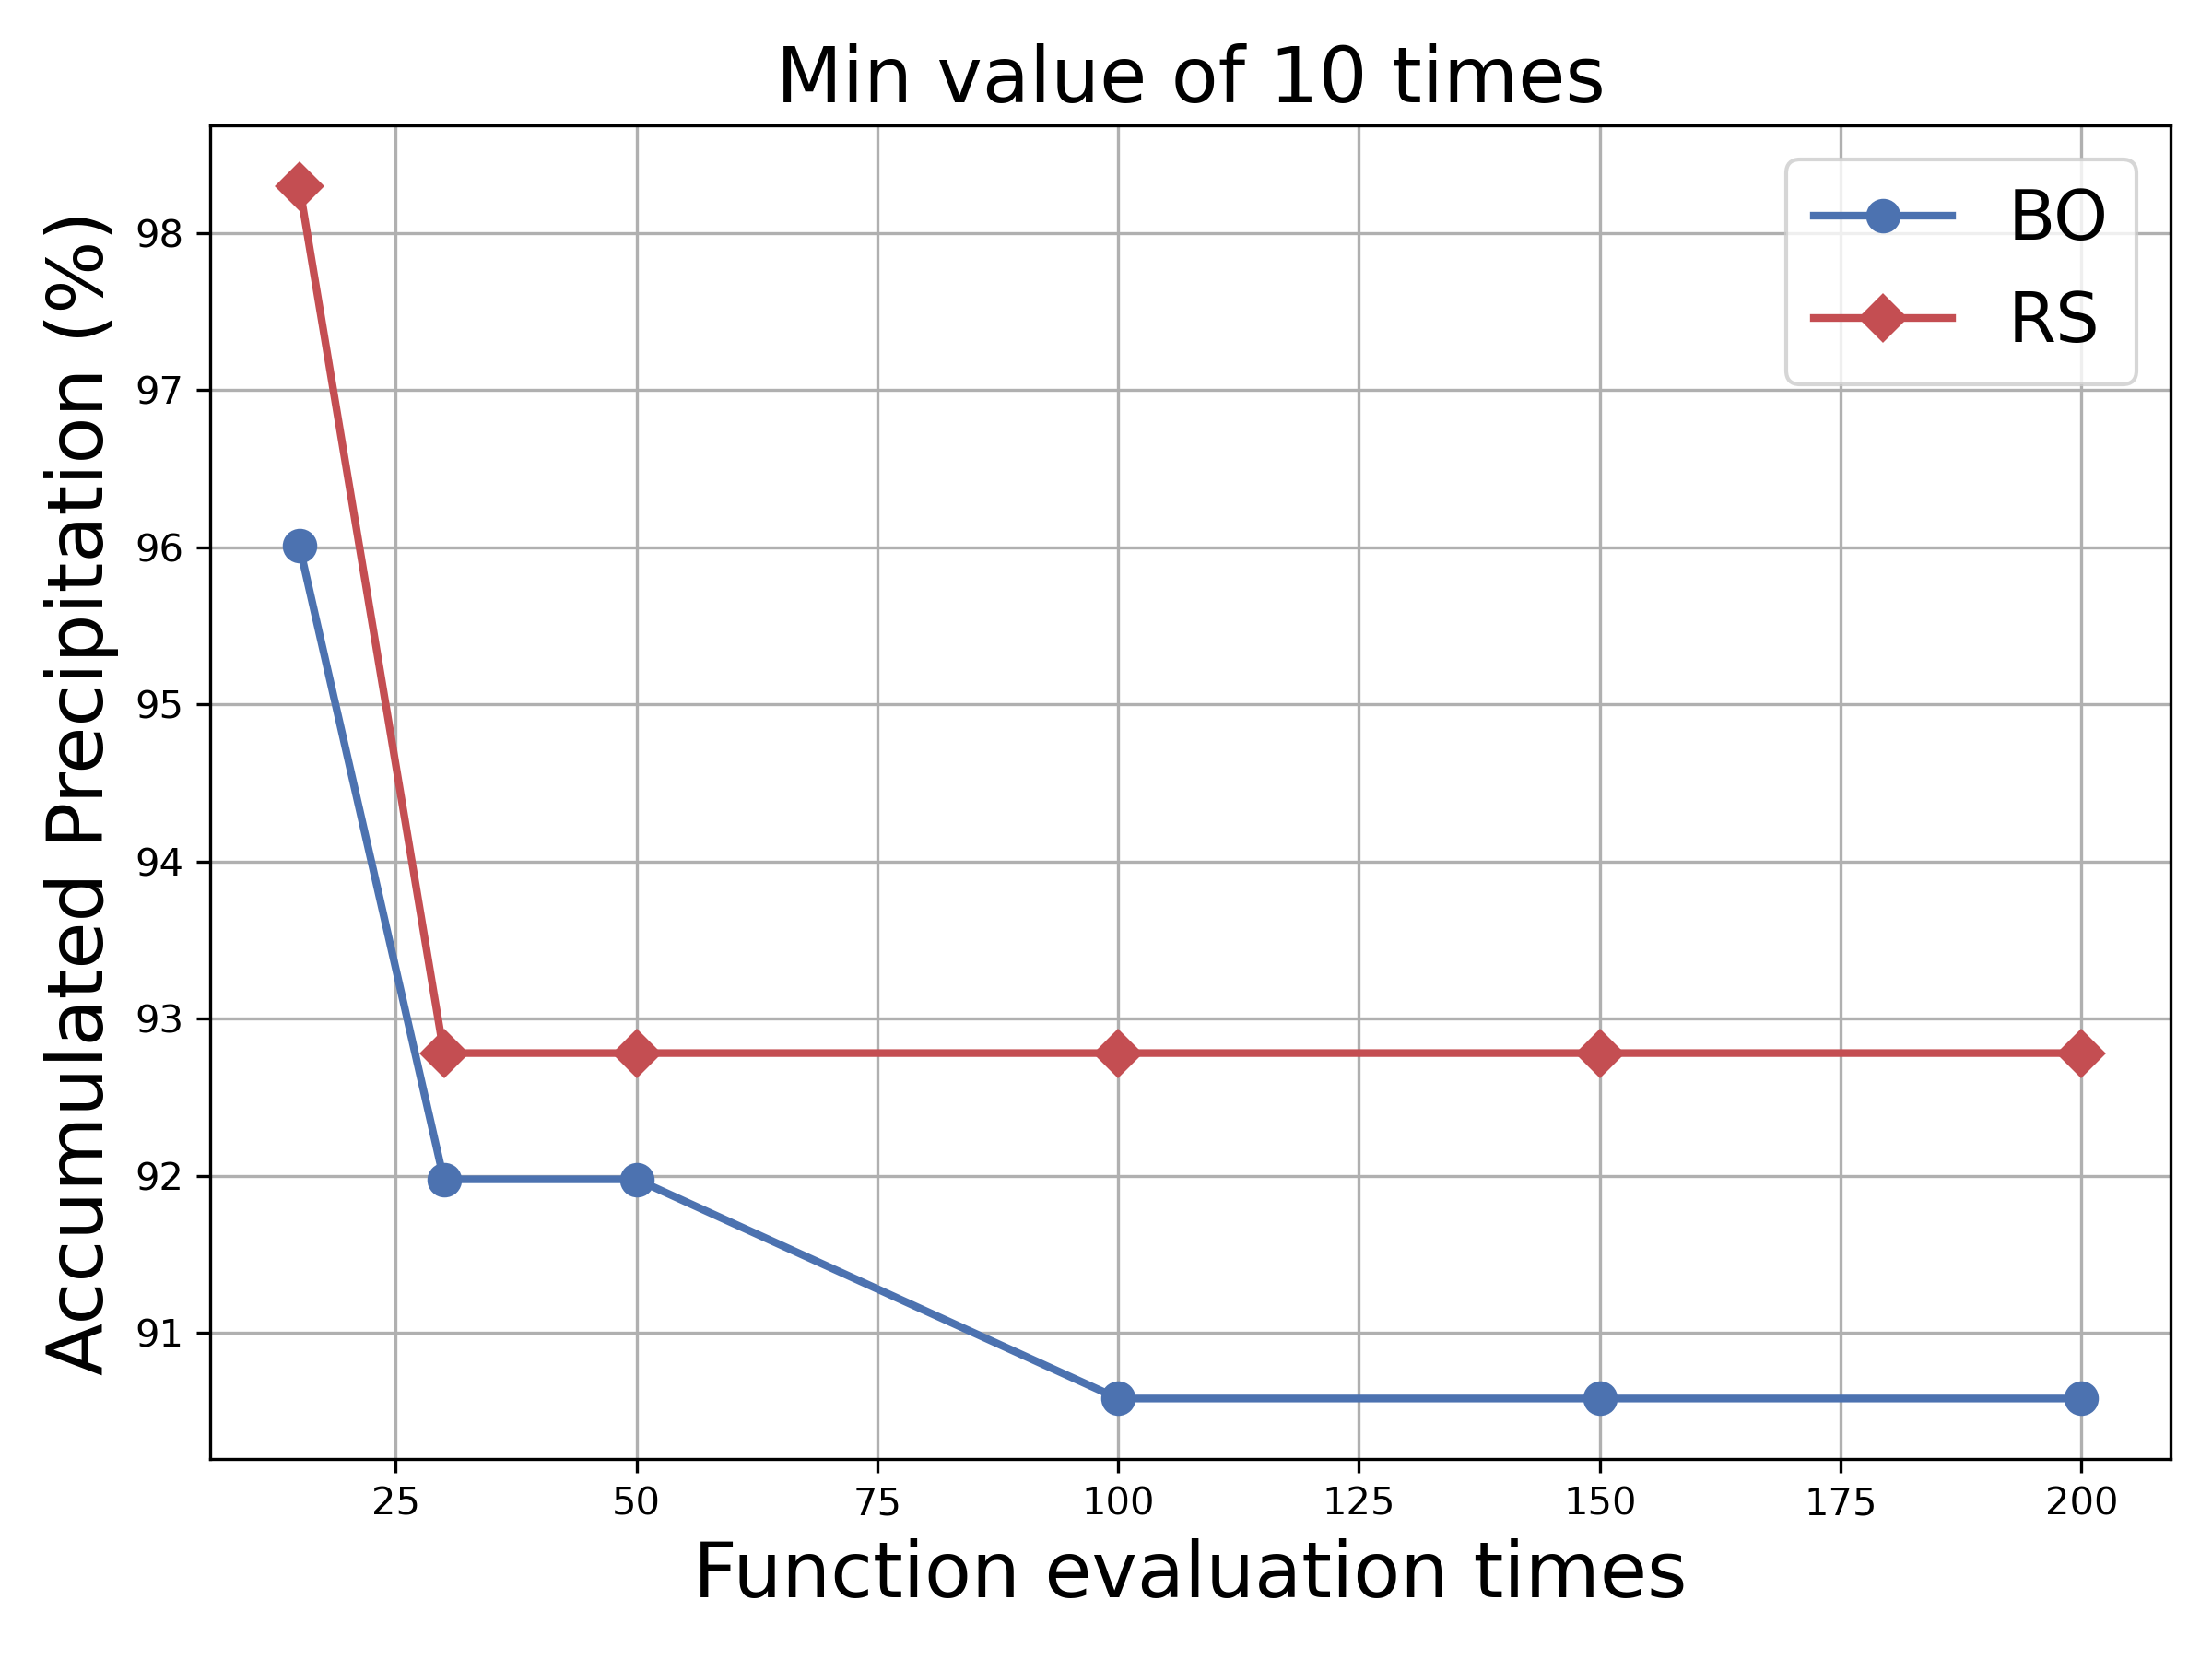 Min value of 10 times
Accumulated Precipitation (%)
98
97
96
95
94
93
92
91
BO
RS
25 50 75 100 125 150 175 200
Function evaluation times